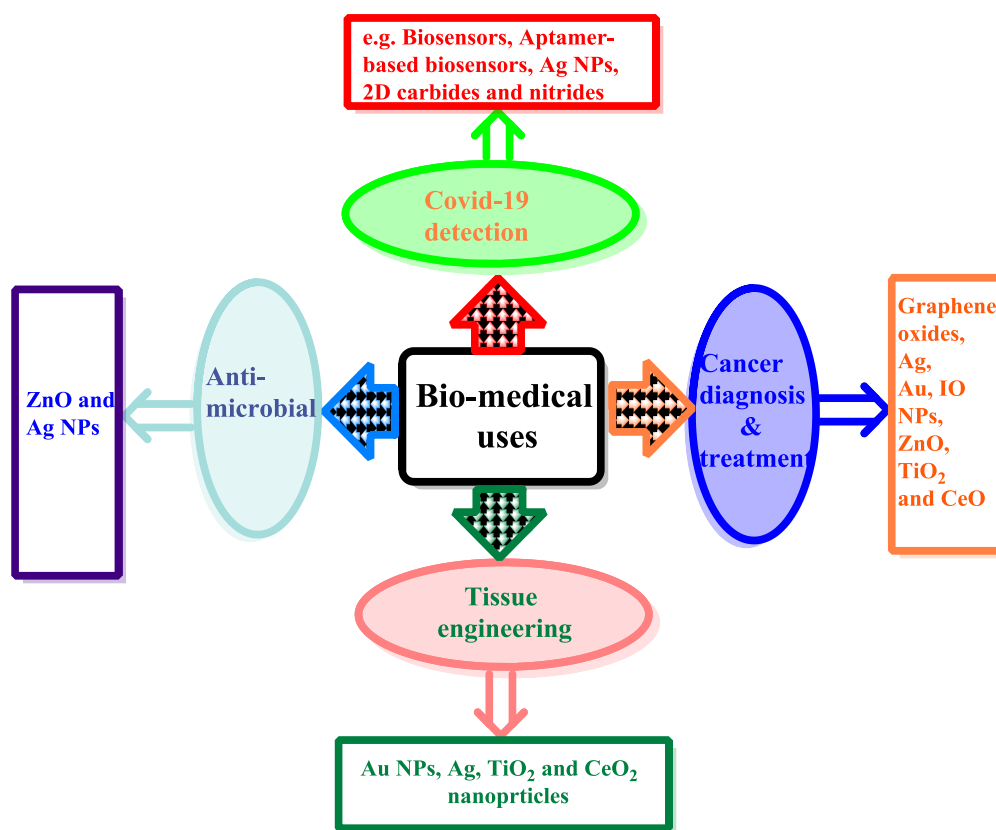 e.g. Biosensors, Aptamer-
based biosensors, Ag NPs,
2D carbides and nitrides
Covid-19
detection
ZnO and
Ag NPs
Anti-
microbial
Bio-medical
uses
Cancer
diagnosis
&
treatment
Graphene
oxides,
Ag,
Au, IO
NPs,
ZnO,
TiO₂
and CeO
Tissue
engineering
Au NPs, Ag, TiO₂ and CeO₂
nanoprticles